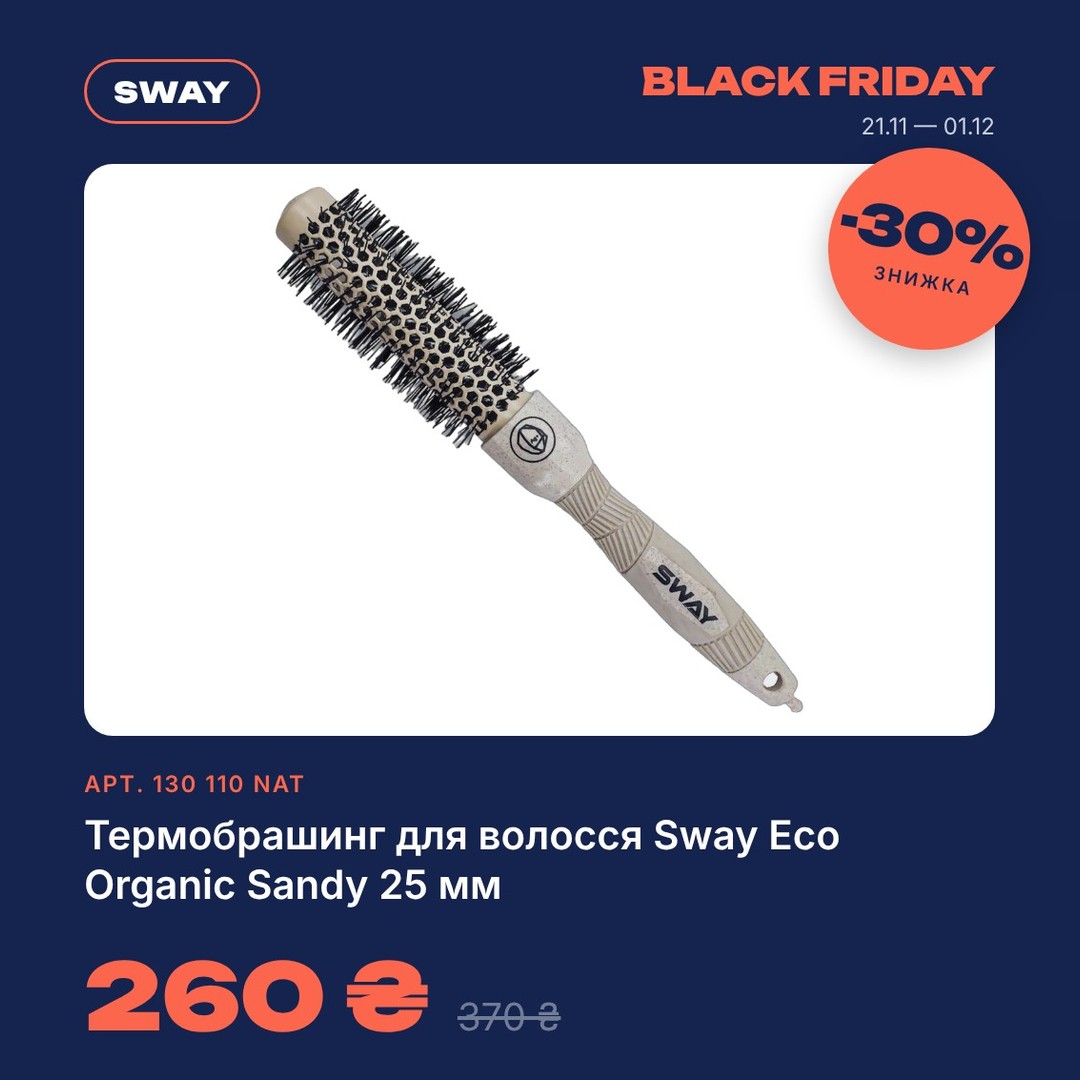 SWAY
BLACK FRIDAY
21.11 — 01.12
-30%
ЗНИЖКА
SWAY
АРТ. 130 110 NAT
Термобрашинг для волосся Sway Eco
Organic Sandy 25 мм
260 ₴ 370 ₴